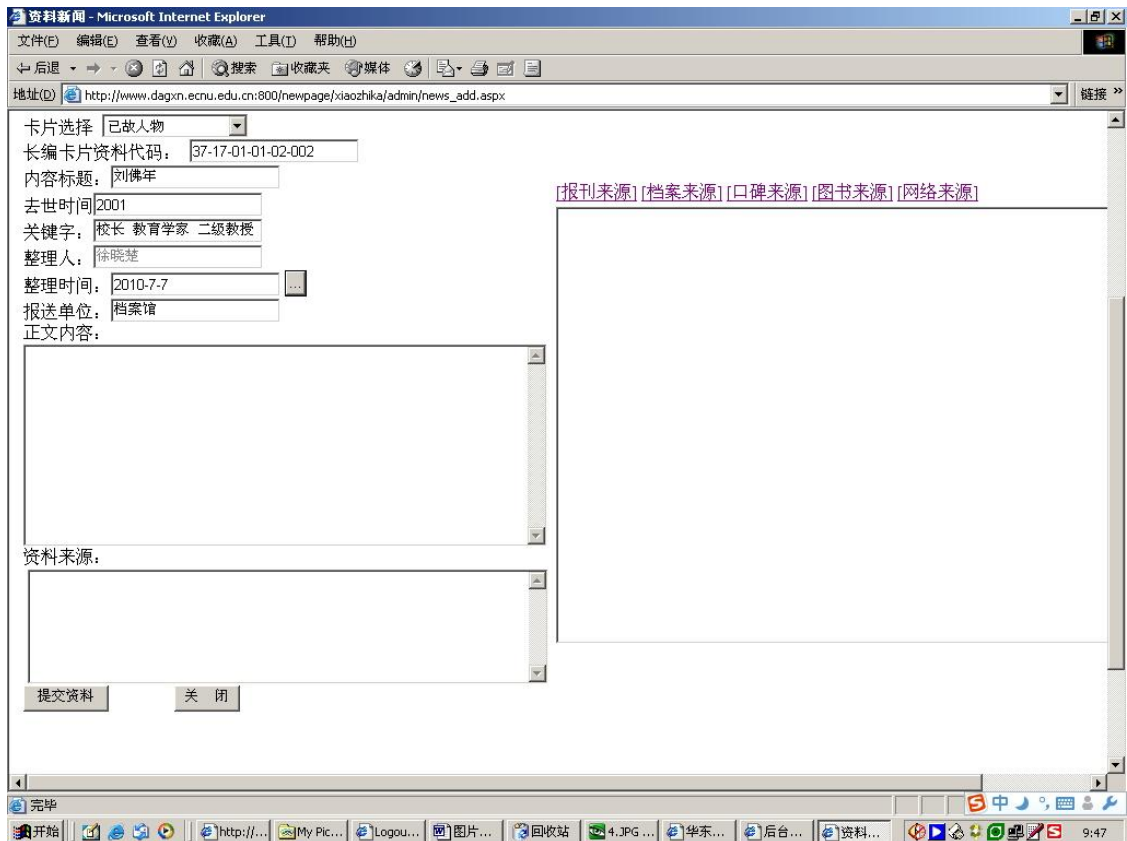 资料新闻 - Microsoft Internet Explorer
文件(F) 编辑(E) 查看(V) 收藏(A) 工具(T) 帮助(H)
后退 搜索 收藏夹 媒体
地址(D) http://www.dagxn.ecnu.edu.cn:800/newpage/xiaozhika/admin/news_add.aspx 链接 »
卡片选择 已故人物
长编卡片资料代码： 37-17-01-01-02-002
内容标题： 刘佛年
[报刊来源] [档案来源] [口碑来源] [图书来源] [网络来源]
去世时间 2001
关键字： 校长 教育学家 二级教授
整理人： 徐晓楚
整理时间： 2010-7-7 ...
报送单位： 档案馆
正文内容：
资料来源：
提交资料 关 闭
完毕 中
开始 http://... My Pic... Logou... 图片... 回收站 4.JPG ... 华东... 后台... 资料... 9:47